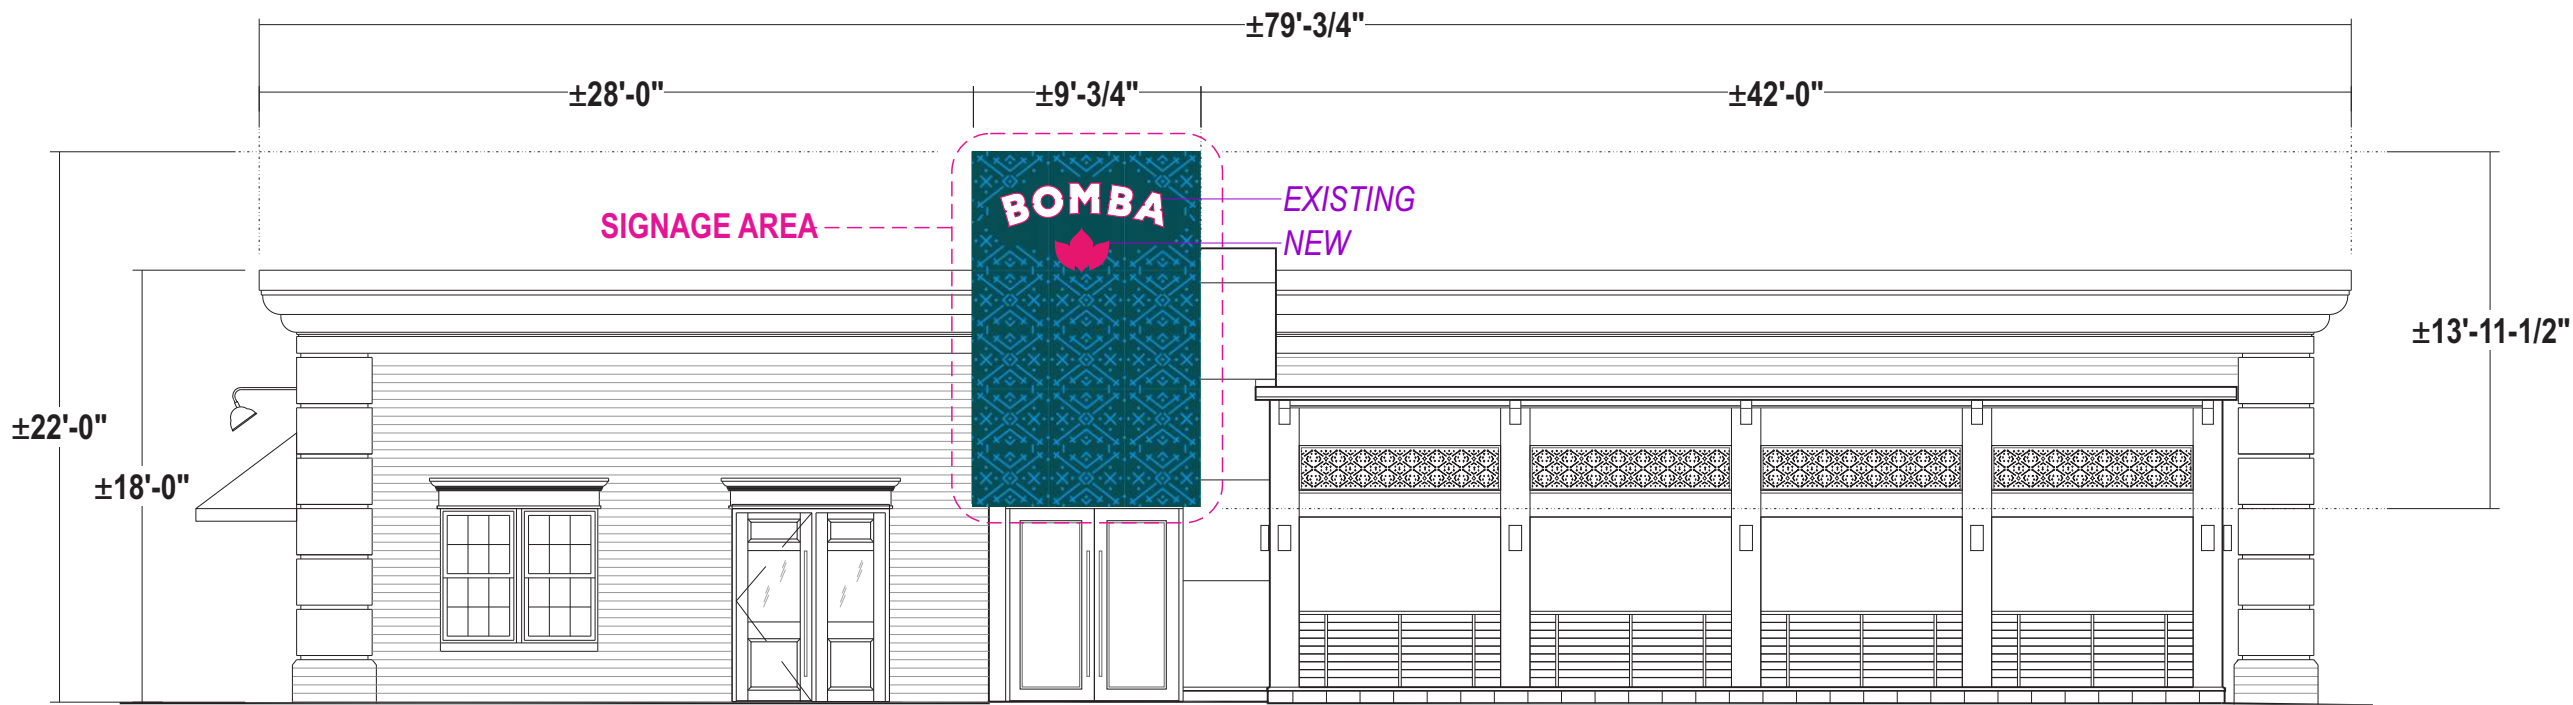 ±79'-3/4"
±28'-0"
±9'-3/4"
±42'-0"
BOMBA
EXISTING
SIGNAGE AREA
NEW
±13'-11-1/2"
±22'-0"
±18'-0"